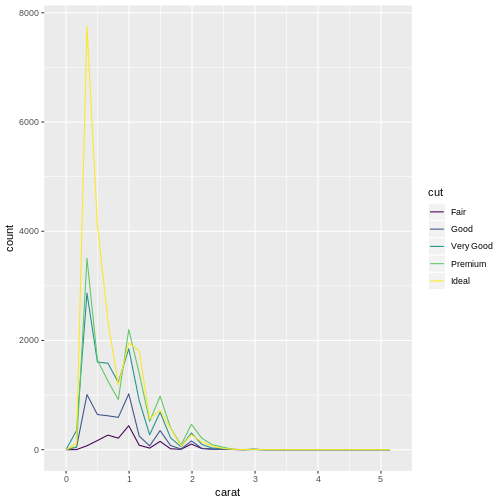 8000
6000
4000
2000
0
count
0
1
2
3
4
5
carat
cut
Fair
Good
Very Good
Premium
Ideal